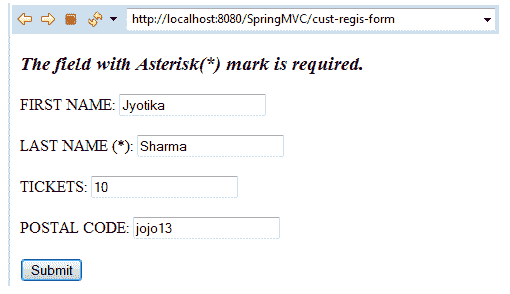 http://localhost:8080/SpringMVC/cust-regis-form
The field with Asterisk(*) mark is required.
FIRST NAME: Jyotika
LAST NAME (*): Sharma
TICKETS: 10
POSTAL CODE: jojo13
Submit